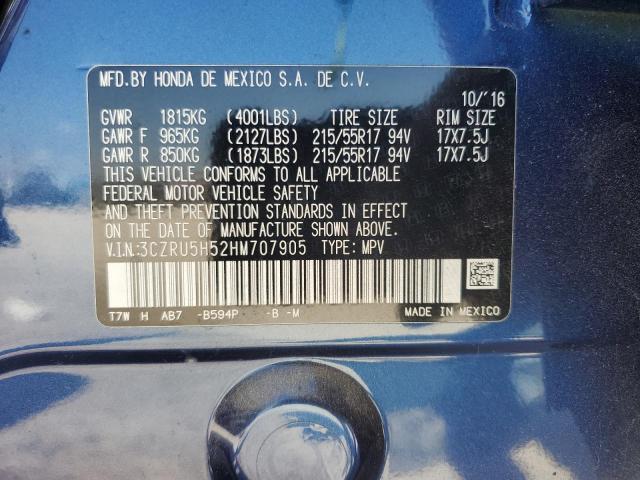 MFD.BY HONDA DE MEXICO S.A. DE C.V.
10/'16
GVWR 1815KG (4001LBS) TIRE SIZE RIM SIZE
GAWR F 965KG (2127LBS) 215/55R17 94V 17X7.5J
GAWR R 850KG (1873LBS) 215/55R17 94V 17X7.5J
THIS VEHICLE CONFORMS TO ALL APPLICABLE
FEDERAL MOTOR VEHICLE SAFETY
AND THEFT PREVENTION STANDARDS IN EFFECT
ON THE DATE OF MANUFACTURE SHOWN ABOVE.
V.I.N.:3CZRU5H52HM707905 TYPE: MPV
T7W H AB7 -B594P -B -M
MADE IN MEXICO